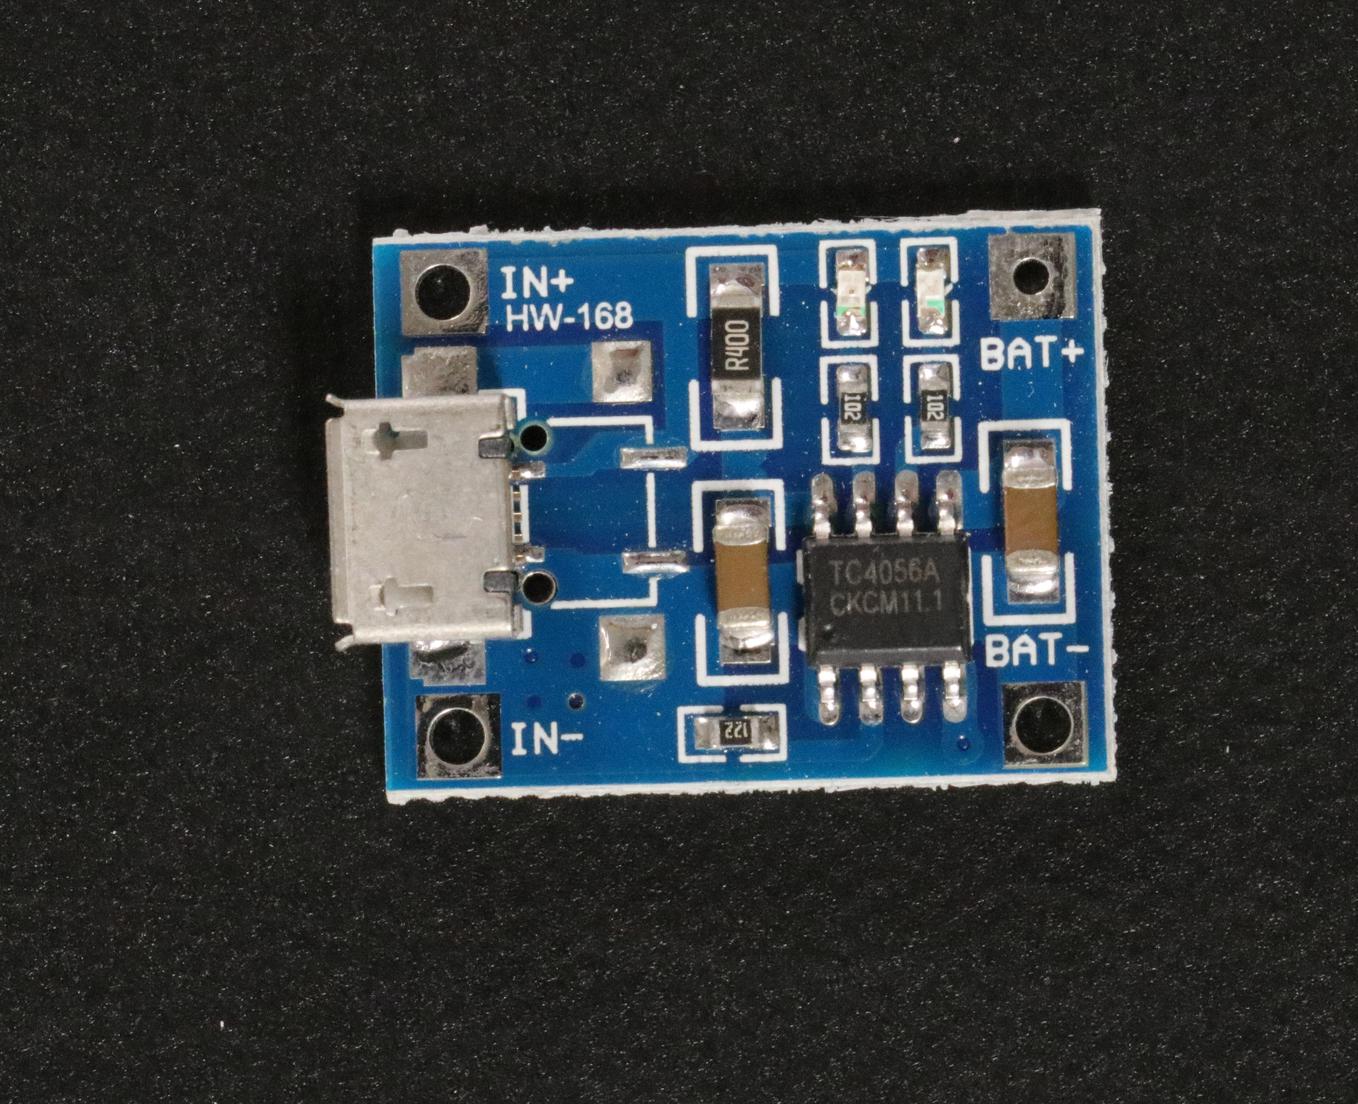 IN+
HW-168
R400
102
102
BAT+
TC4056A
CKCM11.1
BAT-
IN-
122